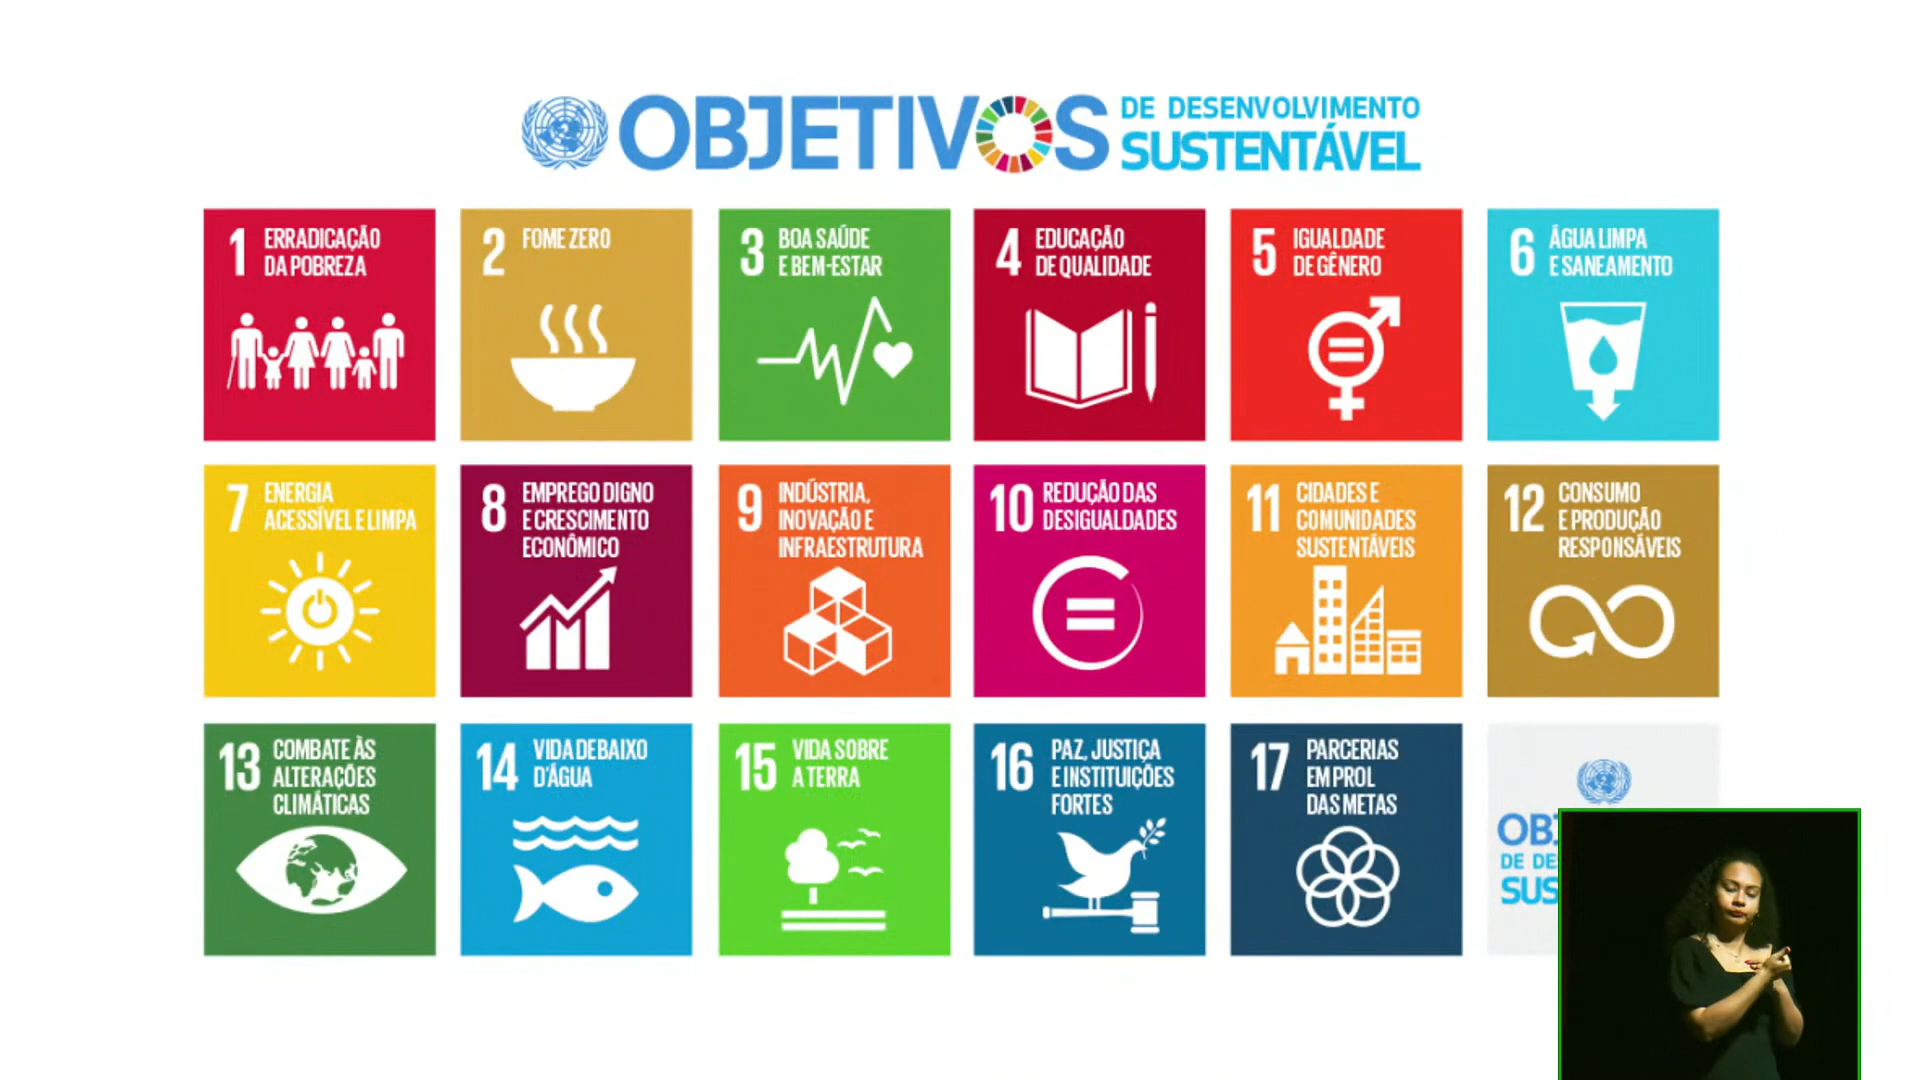 OBJETIVOS
DE DESENVOLVIMENTO
SUSTENTÁVEL
1 ERRADICAÇÃO
DA POBREZA
2 FOME ZERO
3 BOA SAÚDE
E BEM-ESTAR
4 EDUCAÇÃO
DE QUALIDADE
5 IGUALDADE
DE GÊNERO
6 ÁGUA LIMPA
E SANEAMENTO
7 ENERGIA
ACESSÍVEL E LIMPA
8 EMPREGO DIGNO
E CRESCIMENTO
ECONÔMICO
9 INDÚSTRIA,
INOVAÇÃO E
INFRAESTRUTURA
10 REDUÇÃO DAS
DESIGUALDADES
11 CIDADES E
COMUNIDADES
SUSTENTÁVEIS
12 CONSUMO
E PRODUÇÃO
RESPONSÁVEIS
13 COMBATE ÀS
ALTERAÇÕES
CLIMÁTICAS
14 VIDA DEBAIXO
D'ÁGUA
15 VIDA SOBRE
A TERRA
16 PAZ, JUSTIÇA
E INSTITUIÇÕES
FORTES
17 PARCERIAS
EM PROL
DAS METAS
DE